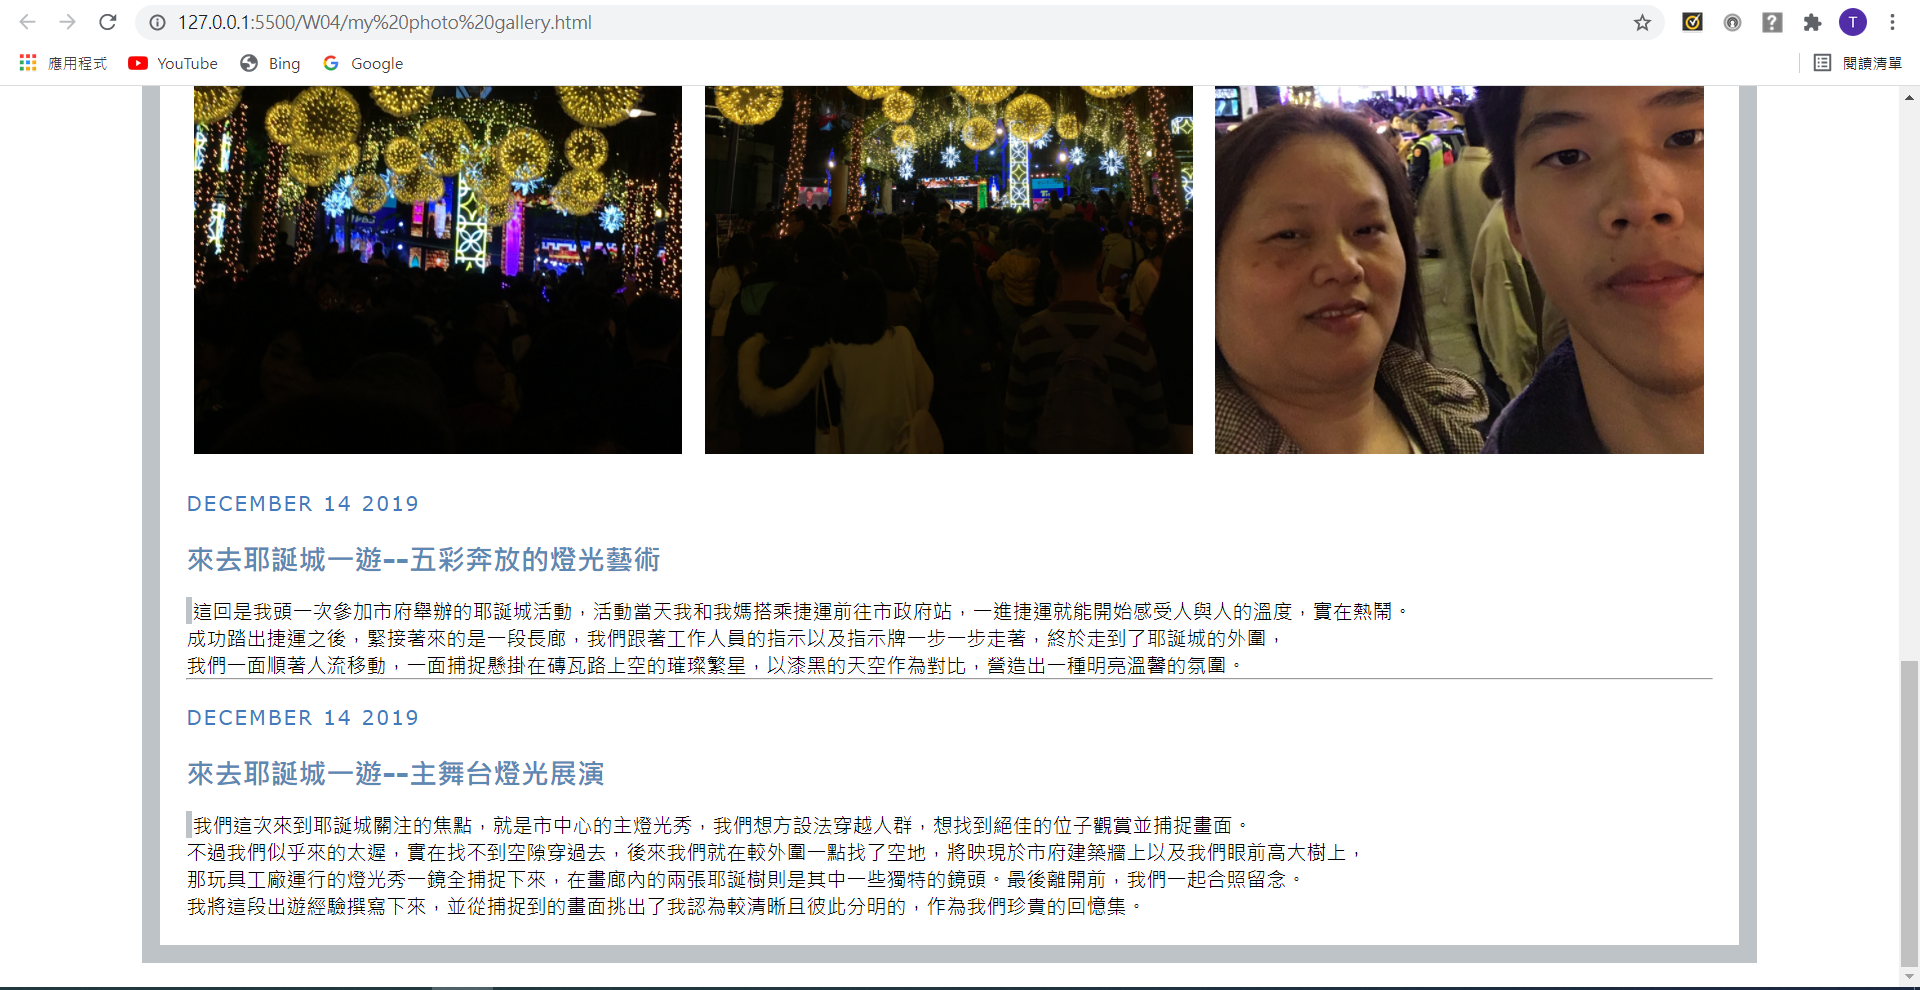 127.0.0.1:5500/W04/my%20photo%20gallery.html
T
應用程式 YouTube Bing Google 閱讀清單
DECEMBER 14 2019
來去耶誕城一遊--五彩奔放的燈光藝術
這回是我頭一次參加市府舉辦的耶誕城活動，活動當天我和我媽搭乘捷運前往市政府站，一進捷運就能開始感受人與人的溫度，實在熱鬧。
成功踏出捷運之後，緊接著來的是一段長廊，我們跟著工作人員的指示以及指示牌一步一步走著，終於走到了耶誕城的外圍，
我們一面順著人流移動，一面捕捉懸掛在磚瓦路上空的璀璨繁星，以漆黑的天空作為對比，營造出一種明亮溫馨的氛圍。
DECEMBER 14 2019
來去耶誕城一遊--主舞台燈光展演
我們這次來到耶誕城關注的焦點，就是市中心的主燈光秀，我們想方設法穿越人群，想找到絕佳的位子觀賞並捕捉畫面。
不過我們似乎來的太遲，實在找不到空隙穿過去，後來我們就在較外圍一點找了空地，將映現於市府建築牆上以及我們眼前高大樹上，
那玩具工廠運行的燈光秀一鏡全捕捉下來，在畫廊內的兩張耶誕樹則是其中一些獨特的鏡頭。最後離開前，我們一起合照留念。
我將這段出遊經驗撰寫下來，並從捕捉到的畫面挑出了我認為較清晰且彼此分明的，作為我們珍貴的回憶集。